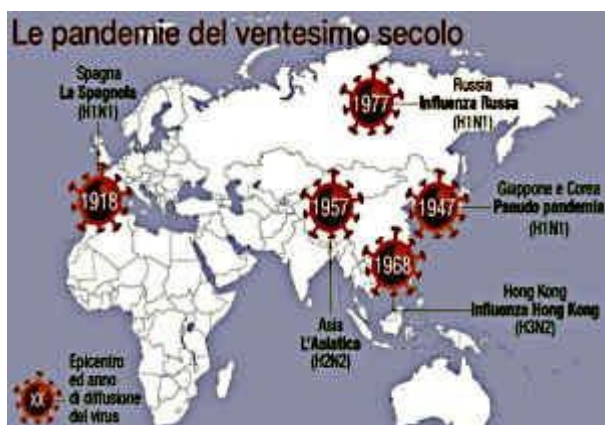 Le pandemie del ventesimo secolo
Spagna
La Spagnola
(H1N1)
1918
1977
Russia
Influenza Russa
(H1N1)
1957
1947
Giappone e Corea
Pseudo pandemia
(H1N1)
1968
Hong Kong
Influenza Hong Kong
(H3N2)
Asia
L'Asiatica
(H2N2)
XX
Epicentro
ed anno
di diffusione
del virus